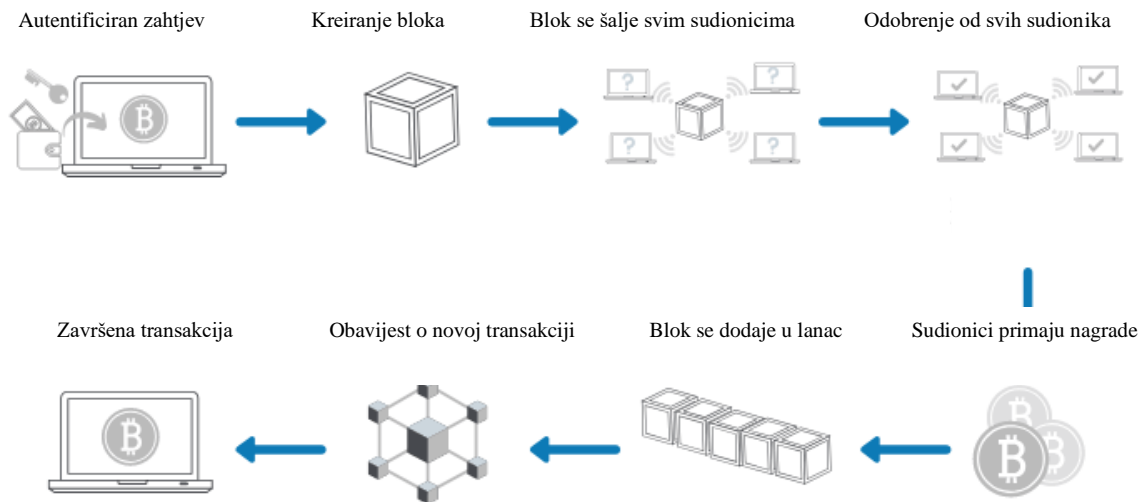 Autentificiran zahtjev
Kreiranje bloka
Blok se šalje svim sudionicima
Odobrenje od svih sudionika
Završena transakcija
Obavijest o novoj transakciji
Blok se dodaje u lanac
Sudionici primaju nagrade